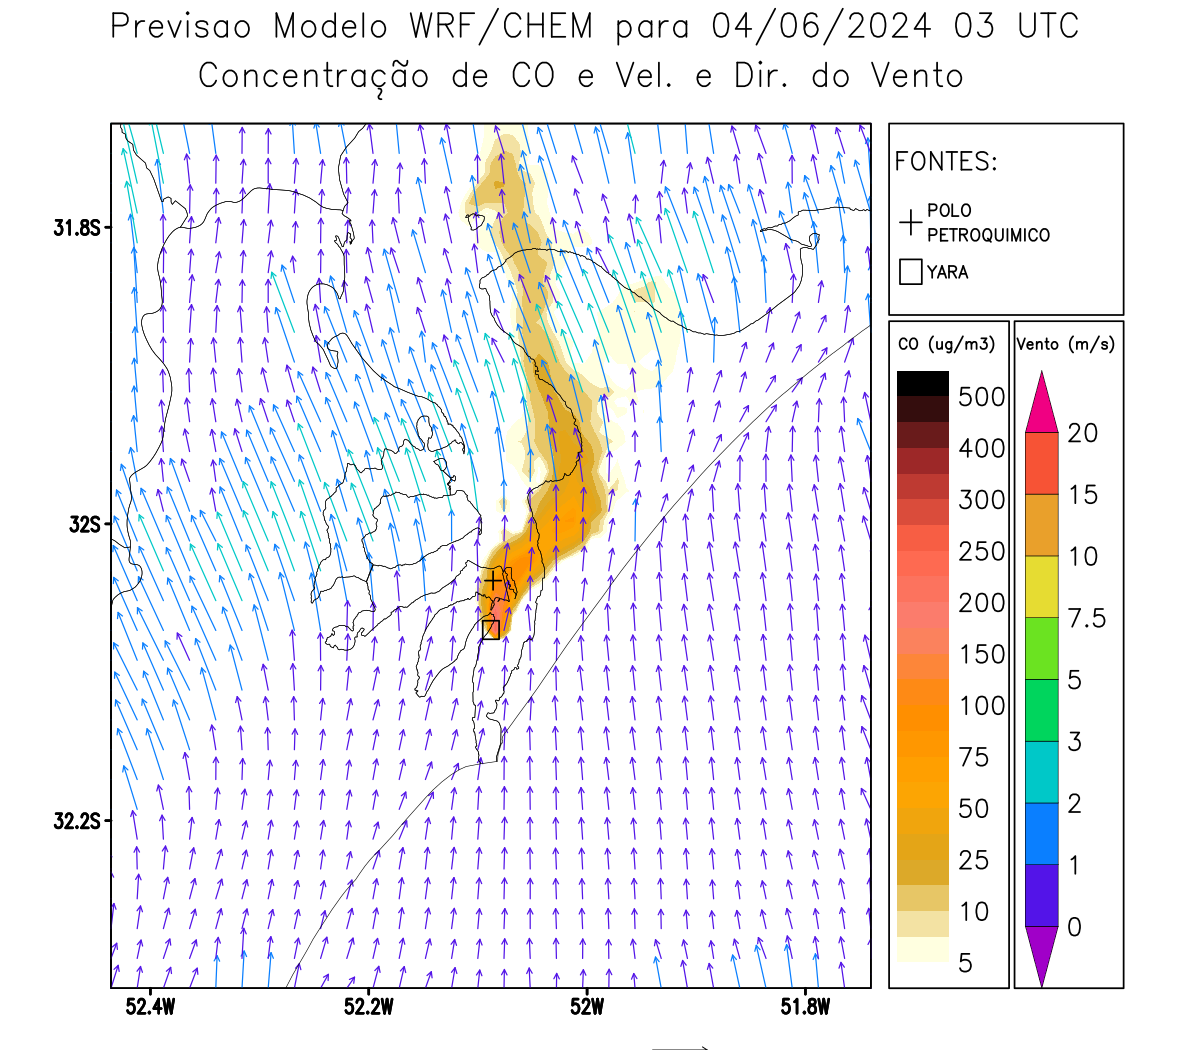 Previsao Modelo WRF/CHEM para 04/06/2024 03 UTC
Concentração de CO e Vel. e Dir. do Vento
FONTES:
POLO
PETROQUIMICO
YARA
31.8S
32S
32.2S
52.4W
52.2W
52W
51.8W
CO (ug/m3)
500
400
300
250
200
150
100
75
50
25
10
5
Vento (m/s)
20
15
10
7.5
5
3
2
1
0